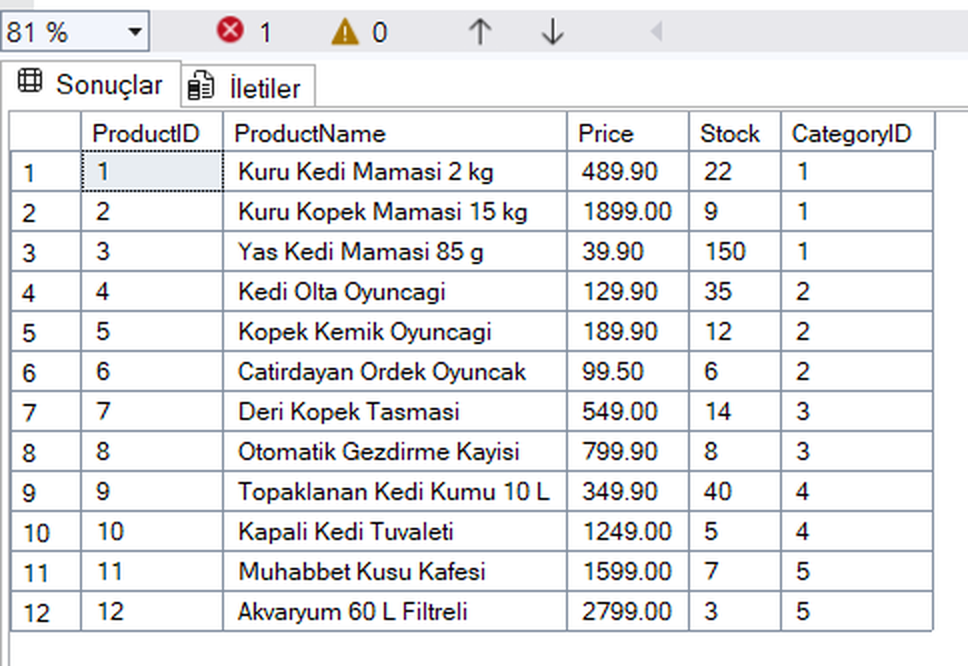 81 % 1 0
Sonuçlar İletiler
ProductID ProductName Price Stock CategoryID
1 1 Kuru Kedi Mamasi 2 kg 489.90 22 1
2 2 Kuru Kopek Mamasi 15 kg 1899.00 9 1
3 3 Yas Kedi Mamasi 85 g 39.90 150 1
4 4 Kedi Olta Oyuncagi 129.90 35 2
5 5 Kopek Kemik Oyuncagi 189.90 12 2
6 6 Catirdayan Ordek Oyuncak 99.50 6 2
7 7 Deri Kopek Tasmasi 549.00 14 3
8 8 Otomatik Gezdirme Kayisi 799.90 8 3
9 9 Topaklanan Kedi Kumu 10 L 349.90 40 4
10 10 Kapali Kedi Tuvaleti 1249.00 5 4
11 11 Muhabbet Kusu Kafesi 1599.00 7 5
12 12 Akvaryum 60 L Filtreli 2799.00 3 5